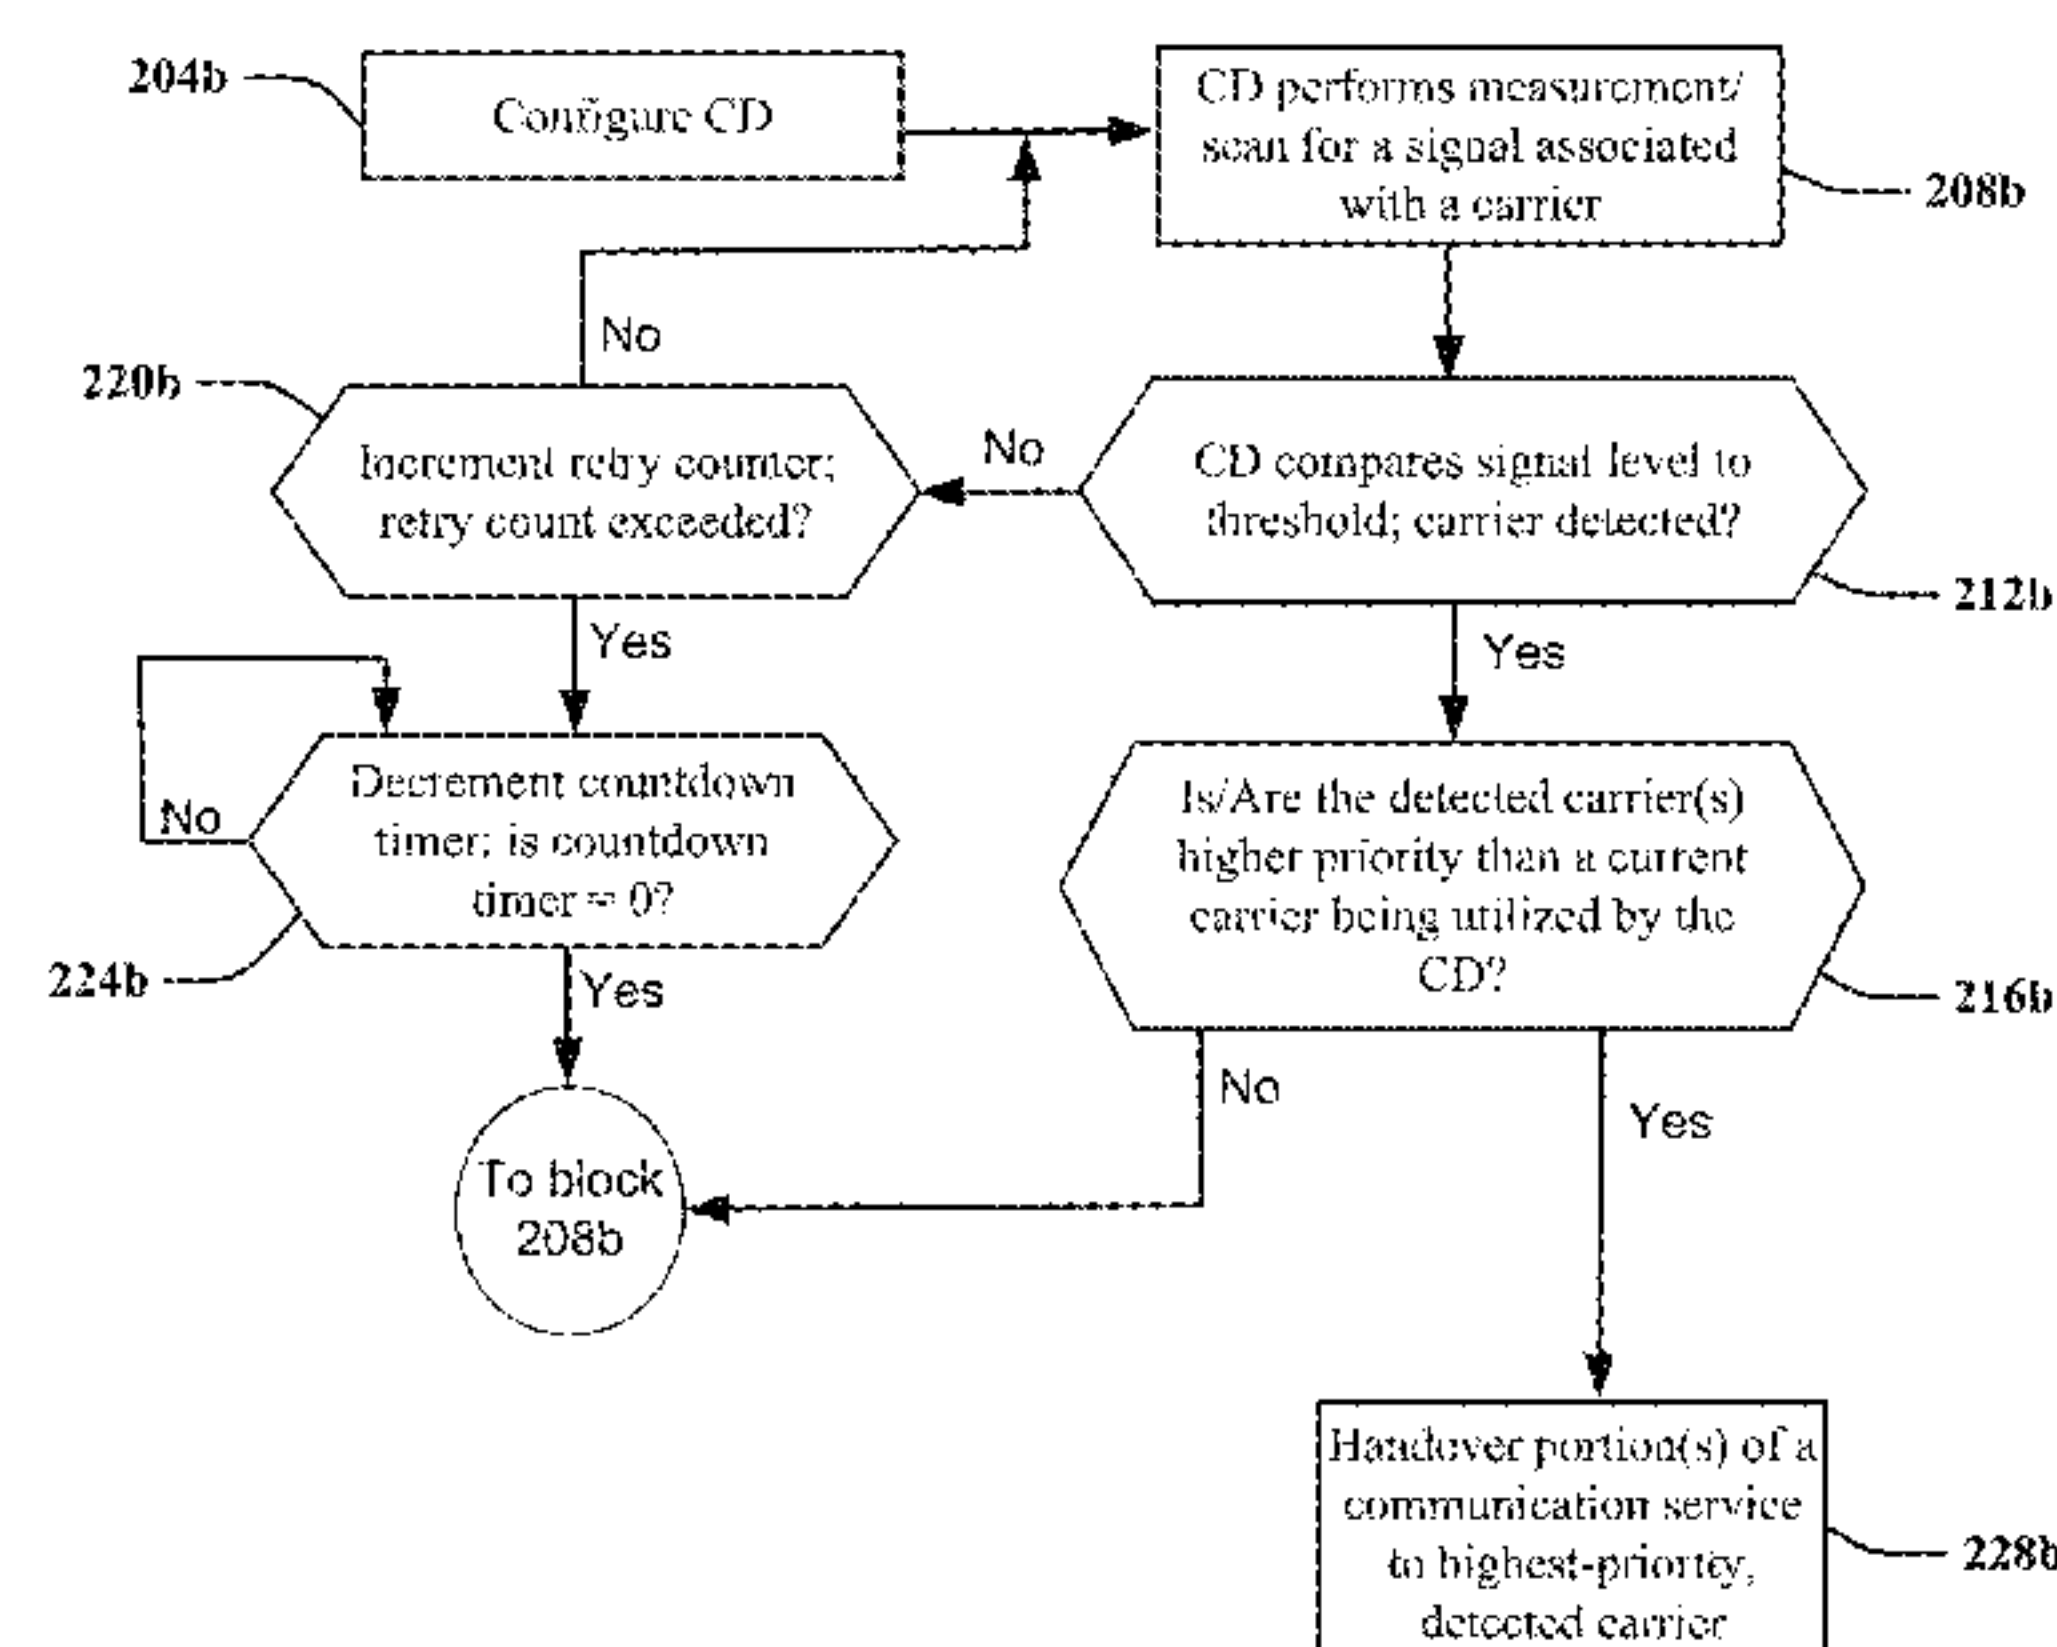 204b
Configure CD
CD performs measurement/
scan for a signal associated
with a carrier
208b
No
220b
Increment retry counter;
retry count exceeded?
No
CD compares signal level to
threshold; carrier detected?
212b
Yes
Yes
No
Decrement countdown
timer; is countdown
timer = 0?
224b
Is/Are the detected carrier(s)
higher priority than a current
carrier being utilized by the
CD?
216b
Yes
No
Yes
To block
208b
Handover portion(s) of a
communication service
to highest-priority,
detected carrier
228b